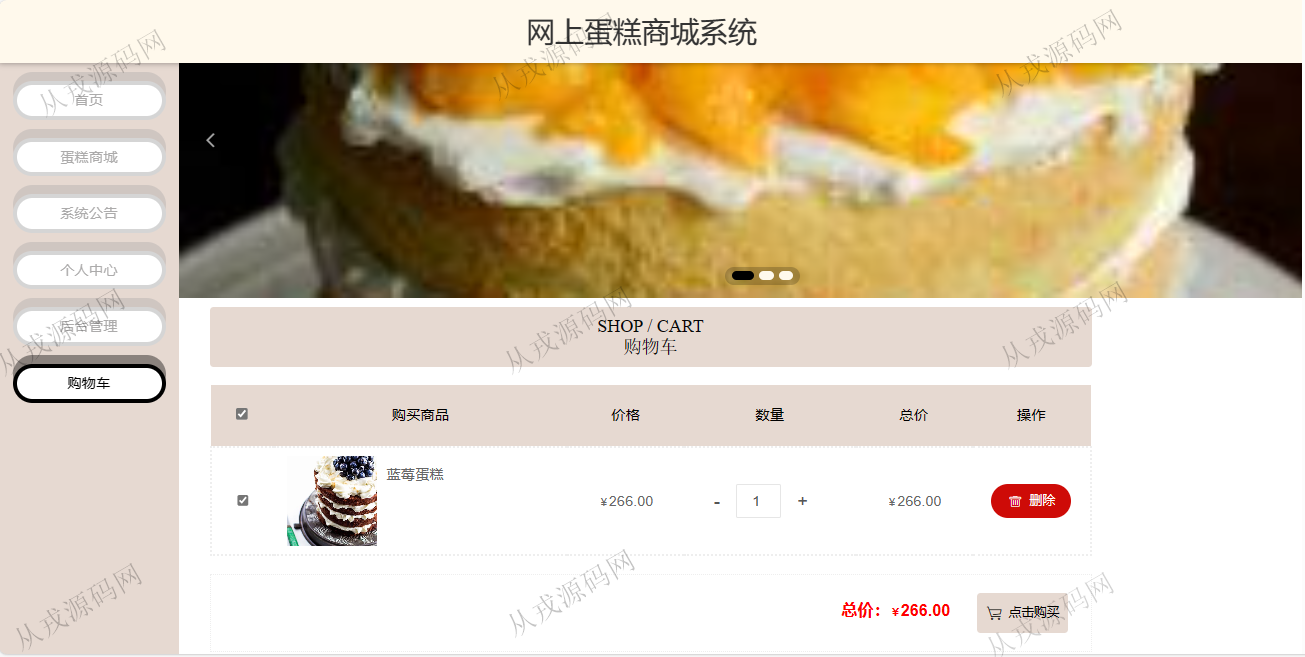 网上蛋糕商城系统
首页
蛋糕商城
系统公告
个人中心
后台管理
购物车
SHOP / CART
购物车
购买商品 价格 数量 总价 操作
蓝莓蛋糕
¥266.00 - 1 + ¥266.00 删除
总价：¥266.00 点击购买
从戎源码网
从戎源码网
从戎源码网
从戎源码网
从戎源码网
从戎源码网
从戎源码网
从戎源码网
从戎源码网